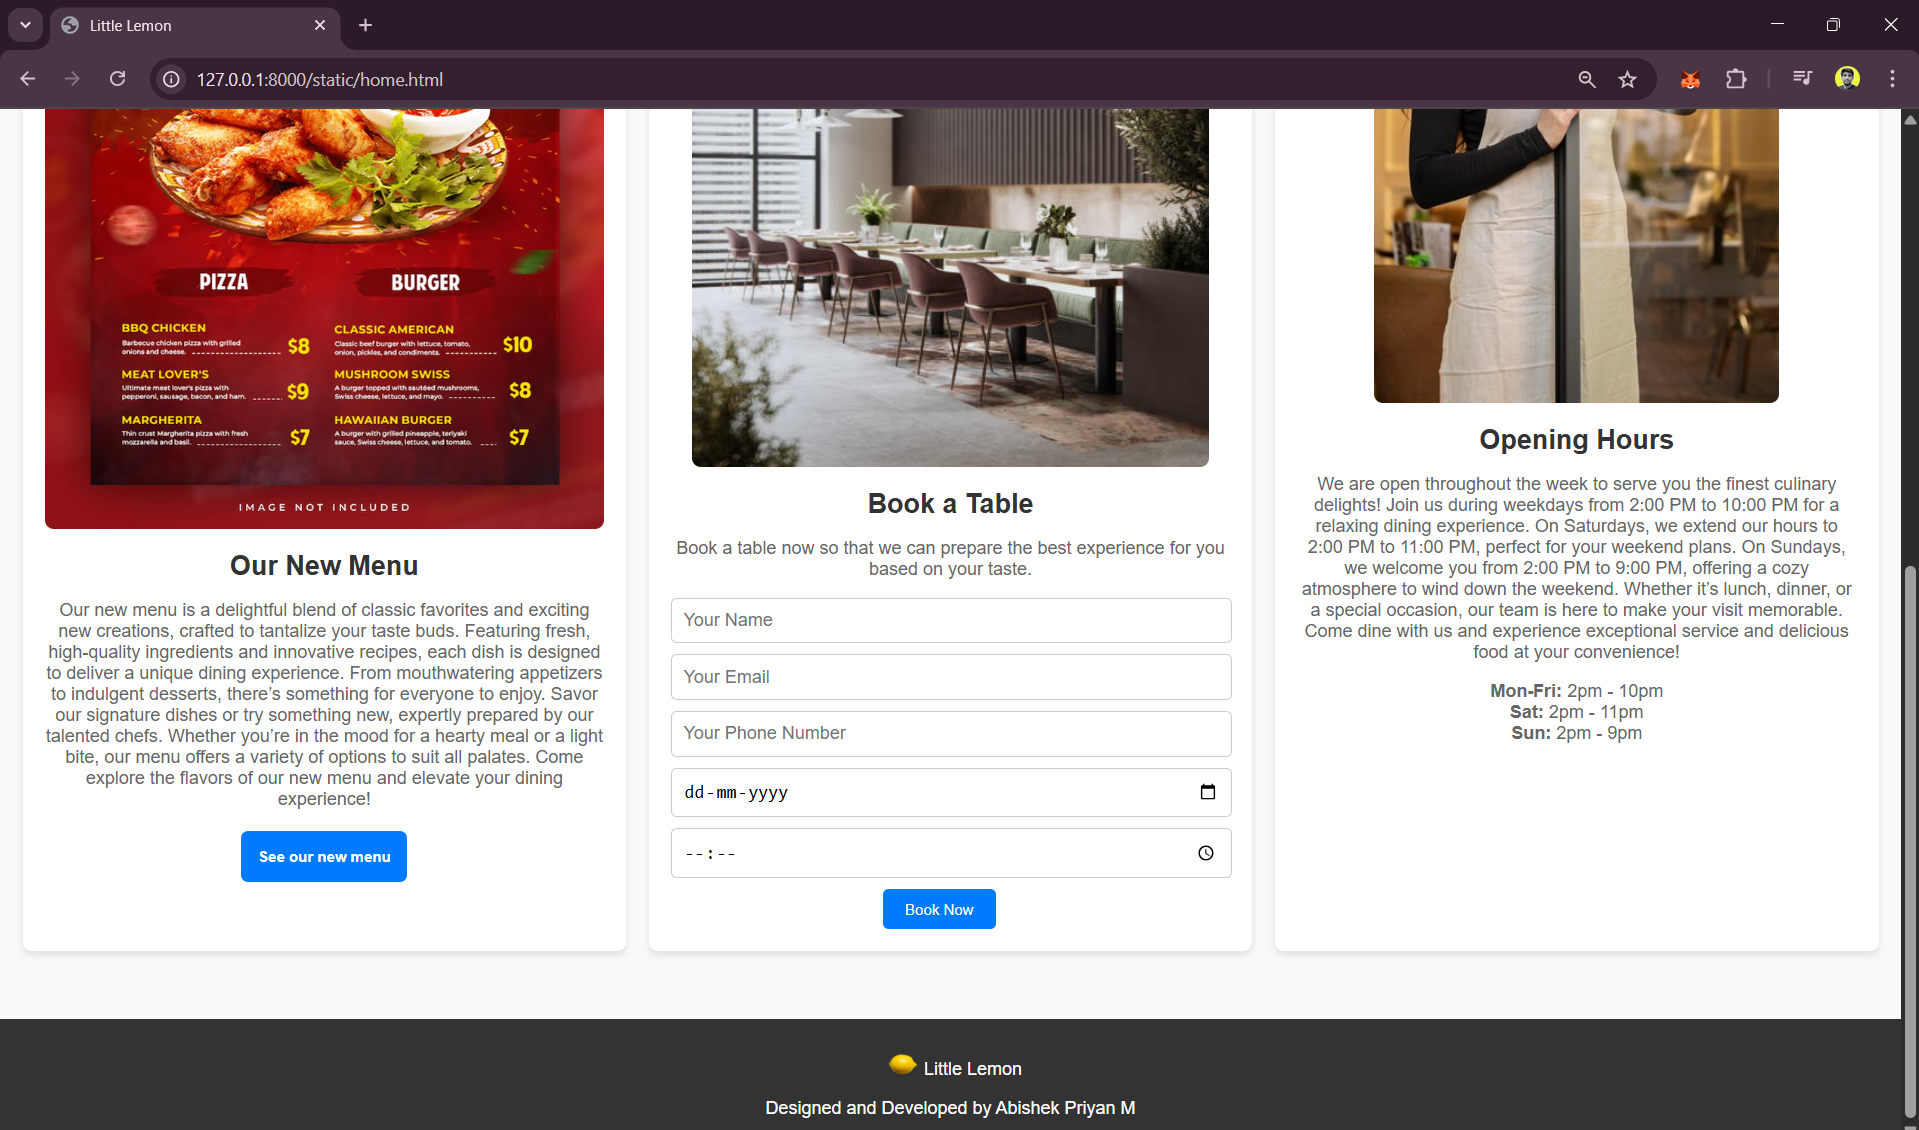 Little Lemon
127.0.0.1:8000/static/home.html
PIZZA
BBQ CHICKEN
Barbecue chicken pizza with grilled
onions and cheese. $8
MEAT LOVER'S
Ultimate meat lover's pizza with
pepperoni, sausage, bacon, and ham. $9
MARGHERITA
Thin crust Margherita pizza with fresh
mozzarella and basil. $7
BURGER
CLASSIC AMERICAN
Classic beef burger with lettuce, tomato,
onion, pickles, and condiments. $10
MUSHROOM SWISS
A burger topped with sautéed mushrooms,
Swiss cheese, lettuce, and mayo. $8
HAWAIIAN BURGER
A burger with grilled pineapple, teriyaki
sauce, Swiss cheese, lettuce, and tomato. $7
IMAGE NOT INCLUDED
Our New Menu
Our new menu is a delightful blend of classic favorites and exciting
new creations, crafted to tantalize your taste buds. Featuring fresh,
high-quality ingredients and innovative recipes, each dish is designed
to deliver a unique dining experience. From mouthwatering appetizers
to indulgent desserts, there’s something for everyone to enjoy. Savor
our signature dishes or try something new, expertly prepared by our
talented chefs. Whether you’re in the mood for a hearty meal or a light
bite, our menu offers a variety of options to suit all palates. Come
explore the flavors of our new menu and elevate your dining
experience!
See our new menu
Book a Table
Book a table now so that we can prepare the best experience for you
based on your taste.
Your Name
Your Email
Your Phone Number
dd-mm-yyyy
--:--
Book Now
Opening Hours
We are open throughout the week to serve you the finest culinary
delights! Join us during weekdays from 2:00 PM to 10:00 PM for a
relaxing dining experience. On Saturdays, we extend our hours to
2:00 PM to 11:00 PM, perfect for your weekend plans. On Sundays,
we welcome you from 2:00 PM to 9:00 PM, offering a cozy
atmosphere to wind down the weekend. Whether it’s lunch, dinner, or
a special occasion, our team is here to make your visit memorable.
Come dine with us and experience exceptional service and delicious
food at your convenience!
Mon-Fri: 2pm - 10pm
Sat: 2pm - 11pm
Sun: 2pm - 9pm
Little Lemon
Designed and Developed by Abishek Priyan M